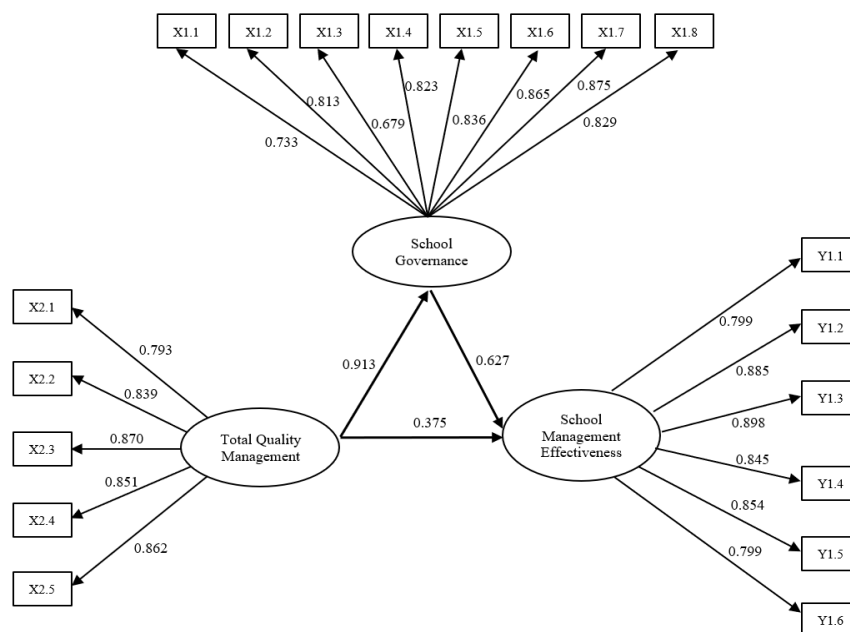 X1.1
X1.2
X1.3
X1.4
X1.5
X1.6
X1.7
X1.8
0.733
0.813
0.679
0.823
0.836
0.865
0.875
0.829
School
Governance
X2.1
X2.2
X2.3
X2.4
X2.5
0.793
0.839
0.870
0.851
0.862
Total Quality
Management
0.913
0.627
0.375
School
Management
Effectiveness
0.799
0.885
0.898
0.845
0.854
0.799
Y1.1
Y1.2
Y1.3
Y1.4
Y1.5
Y1.6